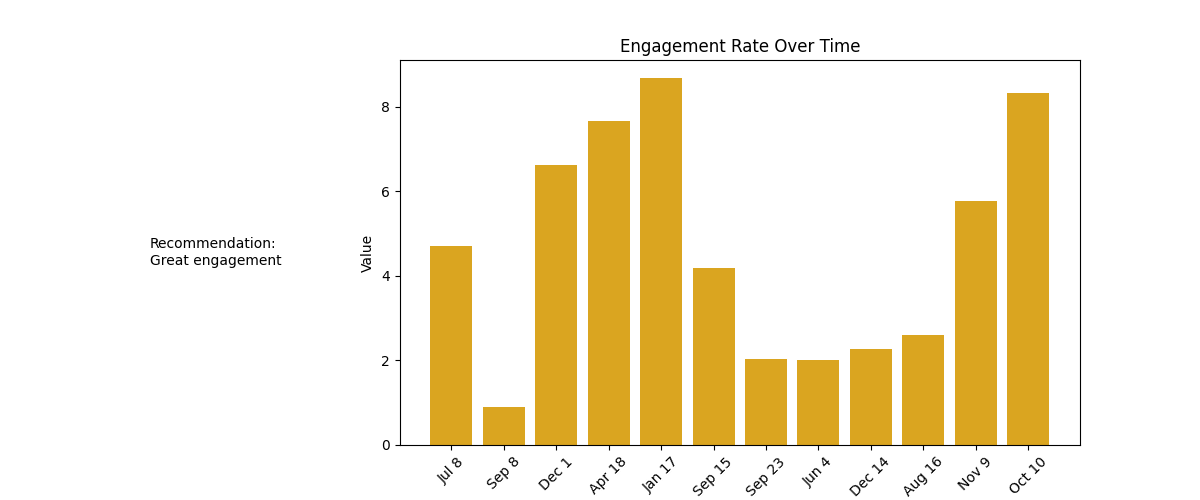 Engagement Rate Over Time
Recommendation:
Great engagement
Value
8
6
4
2
0
Jul 8
Sep 8
Dec 1
Apr 18
Jan 17
Sep 15
Sep 23
Jun 4
Dec 14
Aug 16
Nov 9
Oct 10